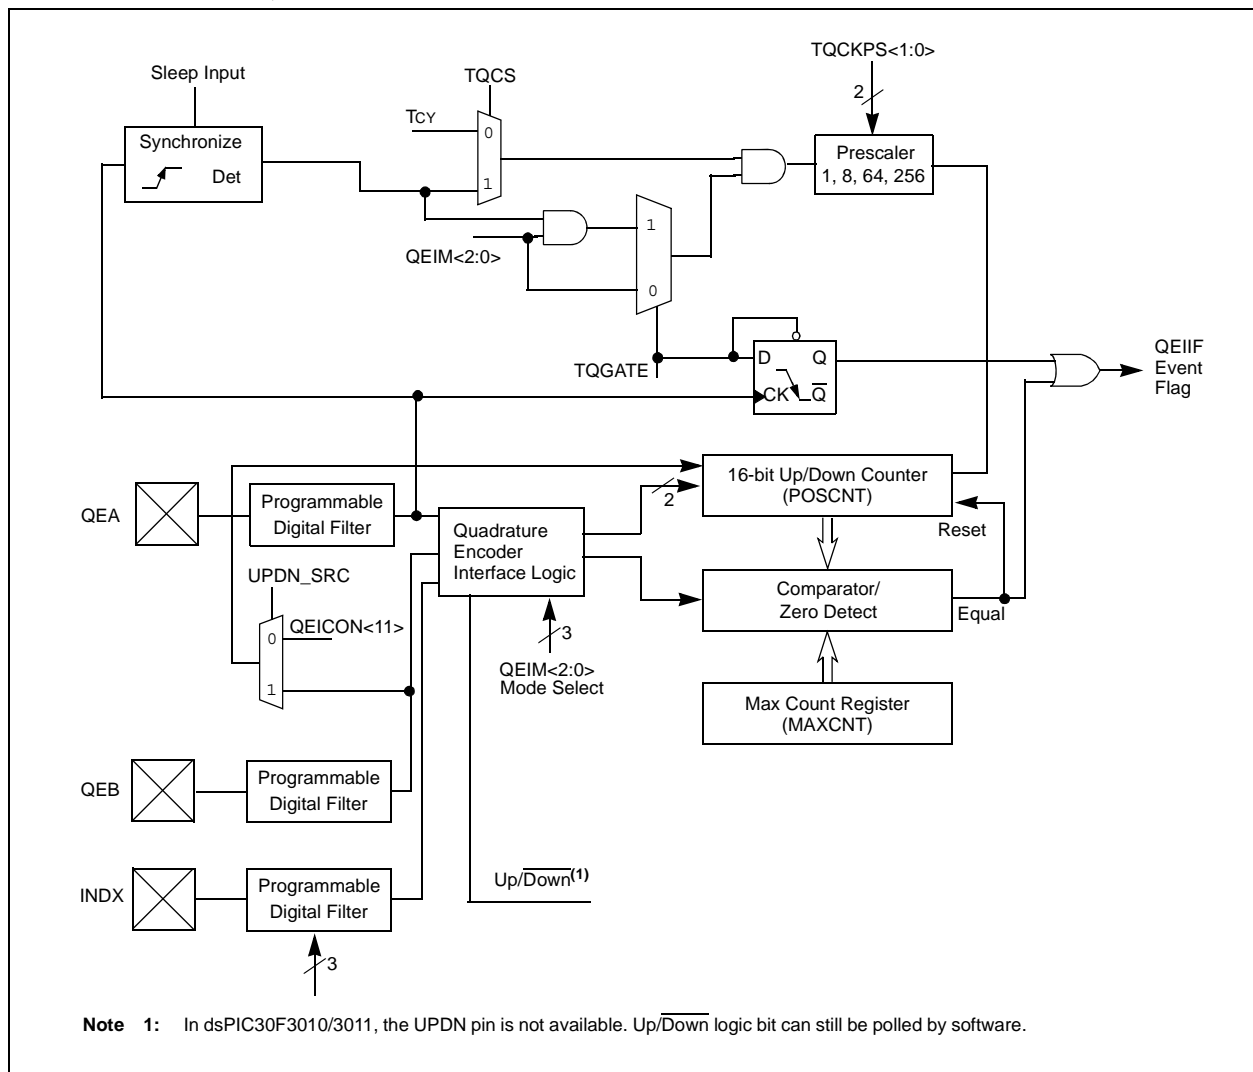 TQCKPS<1:0>
Sleep Input
TQCS
2
TCY
0
Synchronize
Det
1
Prescaler
1, 8, 64, 256
1
QEIM<2:0>
0
D Q
CK Q
TQGATE
QEIIF
Event
Flag
16-bit Up/Down Counter
(POSCNT)
2
QEA
Programmable
Digital Filter
Quadrature
Encoder
Interface Logic
Reset
Comparator/
Zero Detect
Equal
UPDN_SRC
0
QEICON<11>
1
3
QEIM<2:0>
Mode Select
Max Count Register
(MAXCNT)
QEB
Programmable
Digital Filter
INDX
Programmable
Digital Filter
Up/Down(1)
3
Note 1: In dsPIC30F3010/3011, the UPDN pin is not available. Up/Down logic bit can still be polled by software.